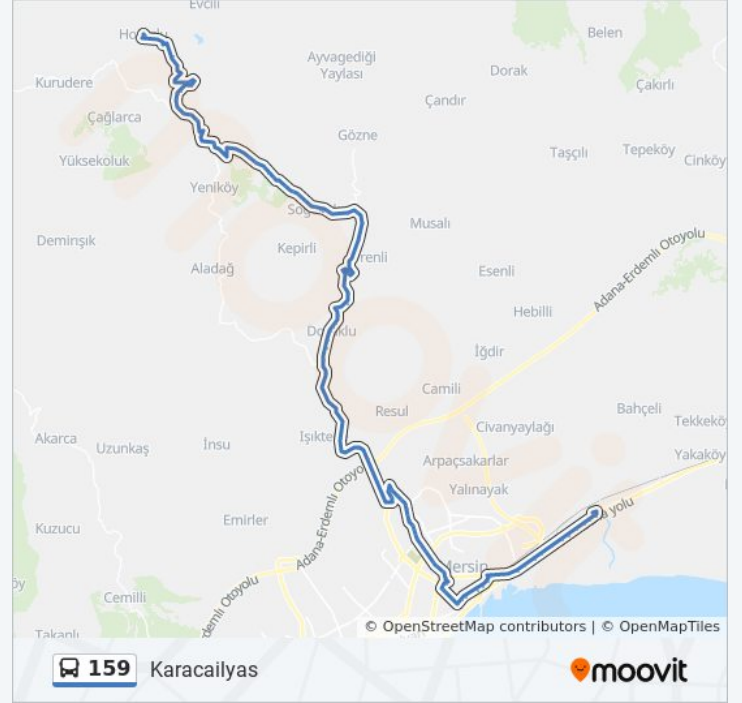 Evcili
Belen
Ayvagediği
Yaylası
Dorak
Kurudere
Çakırlı
Çandır
Çağlarca
Gözne
Taşçılı
Tepeköy
Cinköy
Yüksekoluk
Yeniköy
Musalı
Demirışık
Kepirli
Aladağ
Esenli
Adana-Erdemli Otoyolu
Hebilli
İğdir
Camili
Resul
Bahçeli
Tekkeköy
Civanyaylağı
Akarca
Uzunkaş
İnsu
Yakaköy
Arpaçsakarlar
Yalınayak
Adana-Erdemli Otoyolu
Kuzucu
Emirler
Mersin
Cemilli
Takanlı
© OpenStreetMap contributors | © OpenMapTiles
159 Karacailyas
moovit